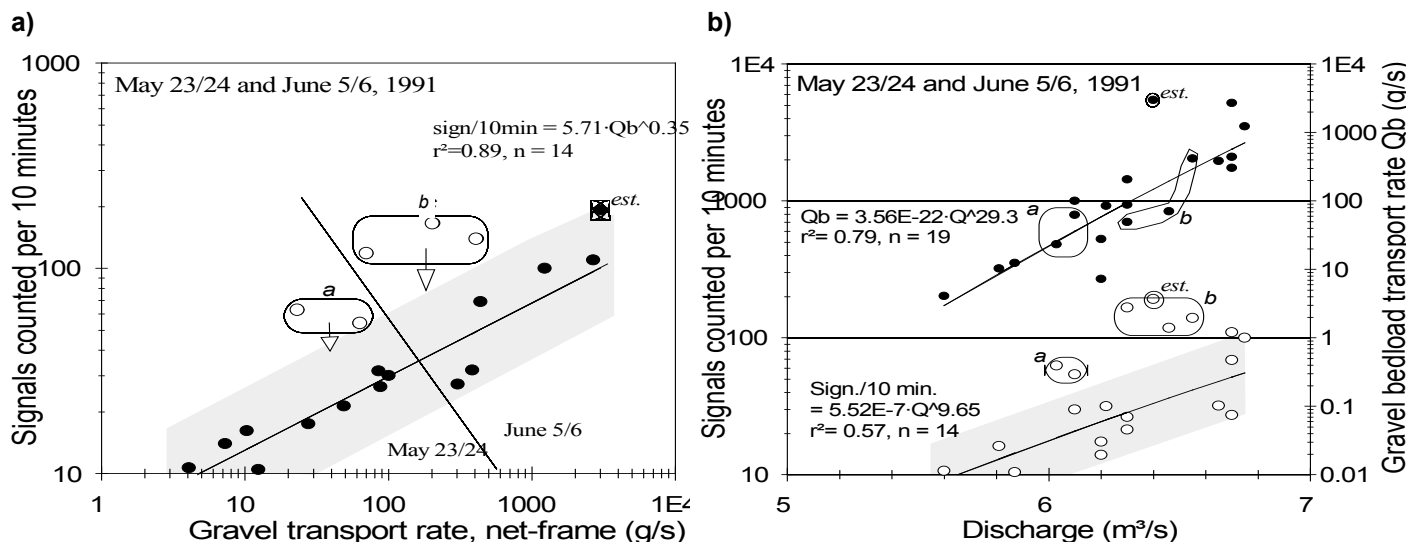 a)
Signals counted per 10 minutes
1000
100
10
May 23/24 and June 5/6, 1991
sign/10min = 5.71·Qb^0.35
r²=0.89, n = 14
b :
est.
a
June 5/6
May 23/24
1
10
100
1000
1E4
Gravel transport rate, net-frame (g/s)
b)
Signals counted per 10 minutes
1E4
1000
100
10
May 23/24 and June 5/6, 1991
est.
a
b
Qb = 3.56E-22·Q^29.3
r²= 0.79, n = 19
est.
b
a
Sign./10 min.
= 5.52E-7·Q^9.65
r²= 0.57, n = 14
5
6
7
Discharge (m³/s)
1E4
1000
100
10
1
0.1
0.01
Gravel bedload transport rate Qb (g/s)